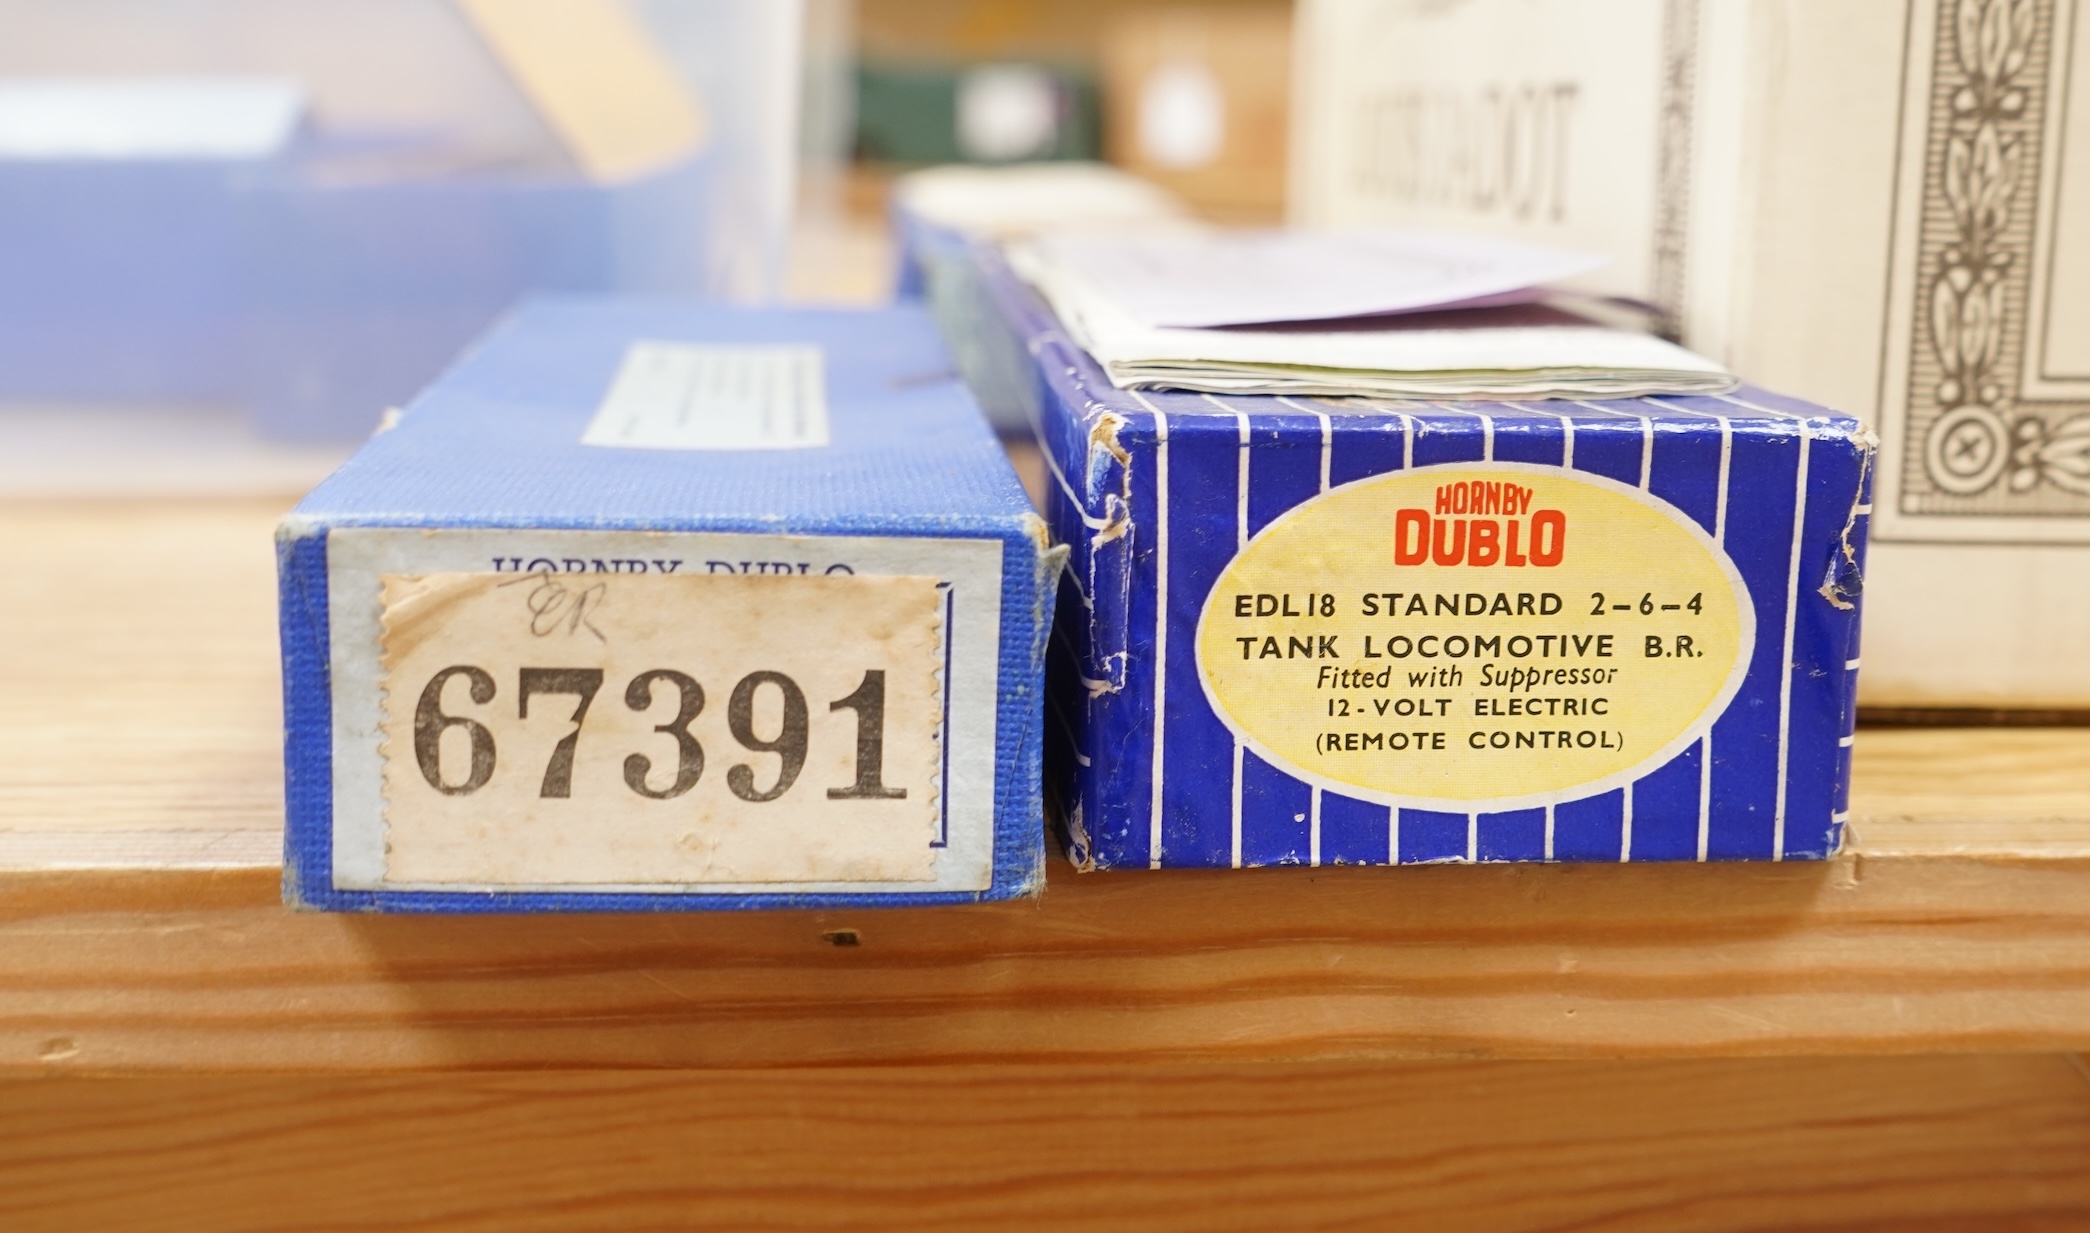 HORNBY DUBLO
ER
67391
HORNBY
DUBLO
EDL18 STANDARD 2-6-4
TANK LOCOMOTIVE B.R.
Fitted with Suppressor
12-VOLT ELECTRIC
(REMOTE CONTROL)